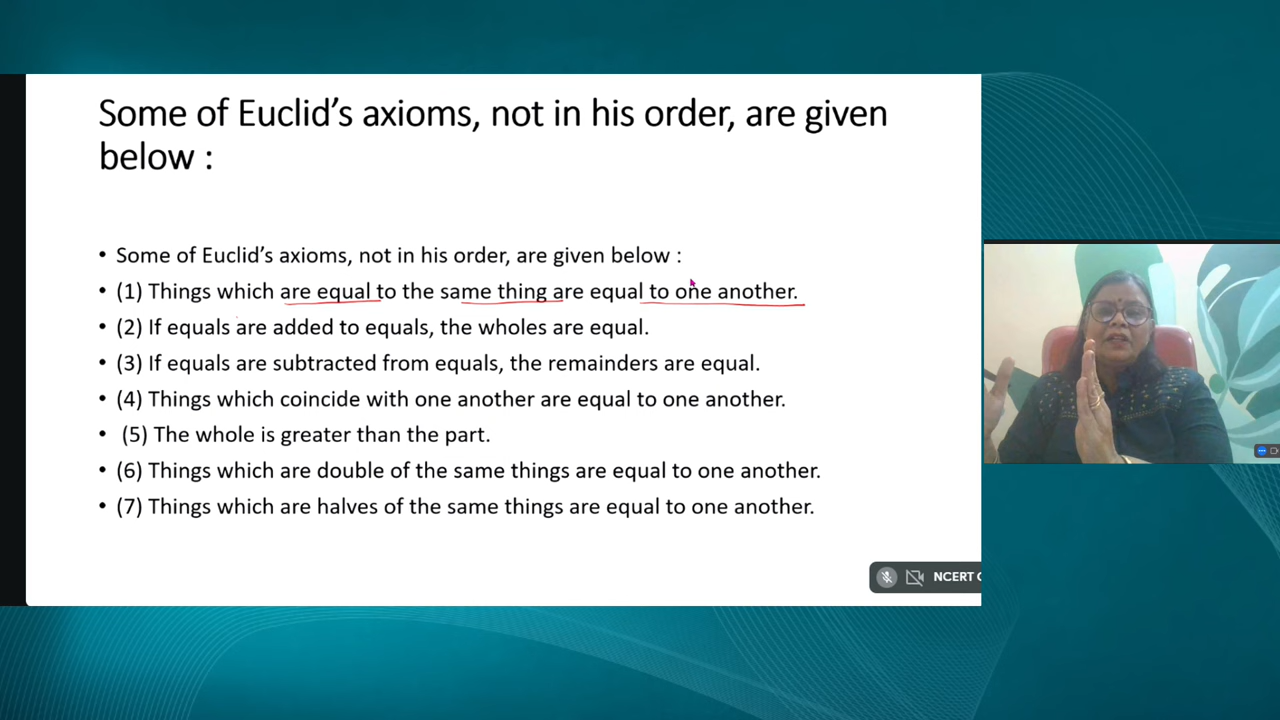 Some of Euclid's axioms, not in his order, are given
below :
• Some of Euclid's axioms, not in his order, are given below :
• (1) Things which are equal to the same thing are equal to one another.
• (2) If equals are added to equals, the wholes are equal.
• (3) If equals are subtracted from equals, the remainders are equal.
• (4) Things which coincide with one another are equal to one another.
• (5) The whole is greater than the part.
• (6) Things which are double of the same things are equal to one another.
• (7) Things which are halves of the same things are equal to one another.
NCERT